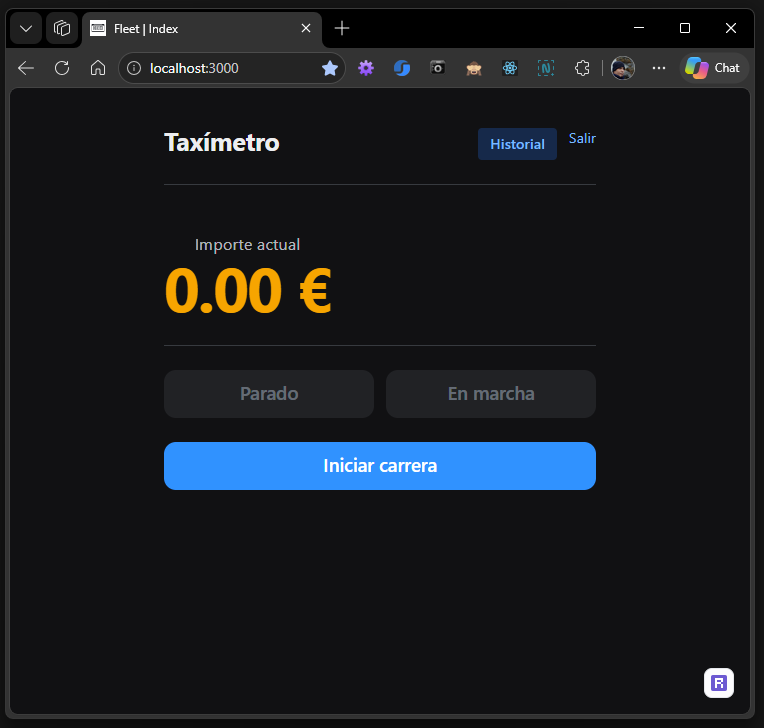 Fleet | Index
localhost:3000
Chat
Taxímetro
Historial
Salir
Importe actual
0.00 €
Parado
En marcha
Iniciar carrera